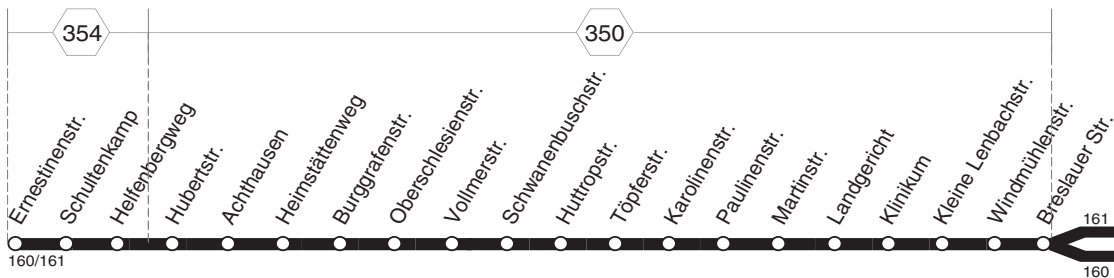 354
350
Ernestinenstr.
Schultenkamp
Helfenbergweg
Hubertstr.
Achthausen
Heimstättenweg
Burggrafenstr.
Oberschlesienstr.
Vollmerstr.
Schwanenbuschstr.
Huttropstr.
Töpferstr.
Karolinenstr.
Paulinenstr.
Martinstr.
Landgericht
Klinikum
Kleine Lenbachstr.
Windmühlenstr.
Breslauer Str.
161
160/161
160